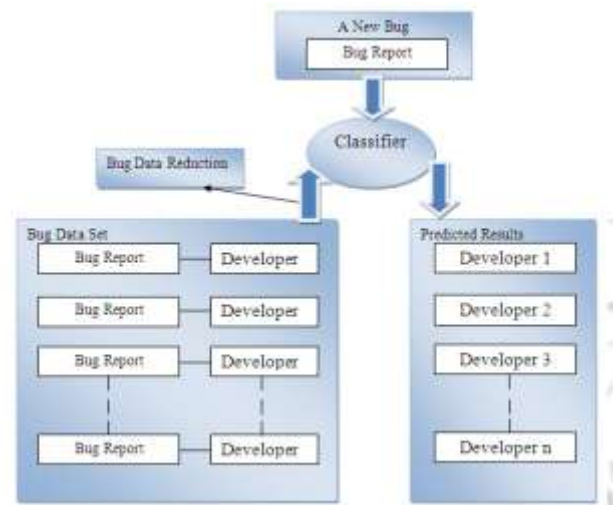 A New Bug
Bug Report
Classifier
Bug Data Reduction
Bug Data Set
Bug Report
Developer
Bug Report
Developer
Bug Report
Developer
Bug Report
Developer
Predicted Results
Developer 1
Developer 2
Developer 3
Developer n